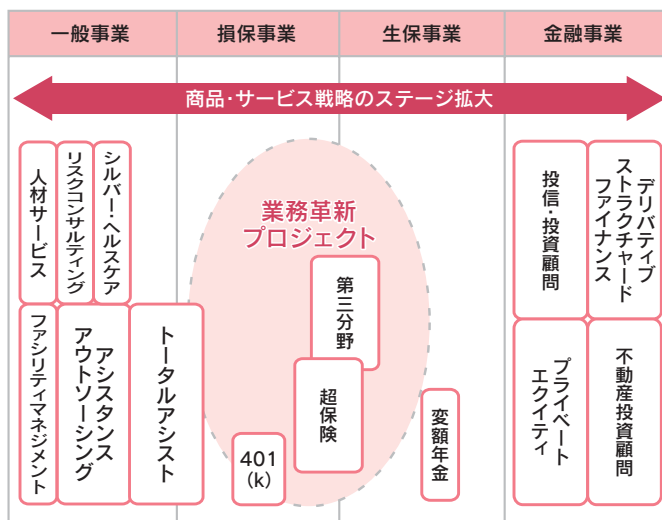 一般事業
損保事業
生保事業
金融事業
商品・サービス戦略のステージ拡大
人材サービス
リスクコンサルティング
シルバー・ヘルスケア
業務革新
プロジェクト
投信・投資顧問
デリバティブ
ストラクチャード
ファイナンス
第三分野
ファシリティマネジメント
アシスタンス
アウトソーシング
トータルアシスト
超保険
401
(k)
変額年金
プライベート
エクイティ
不動産投資顧問